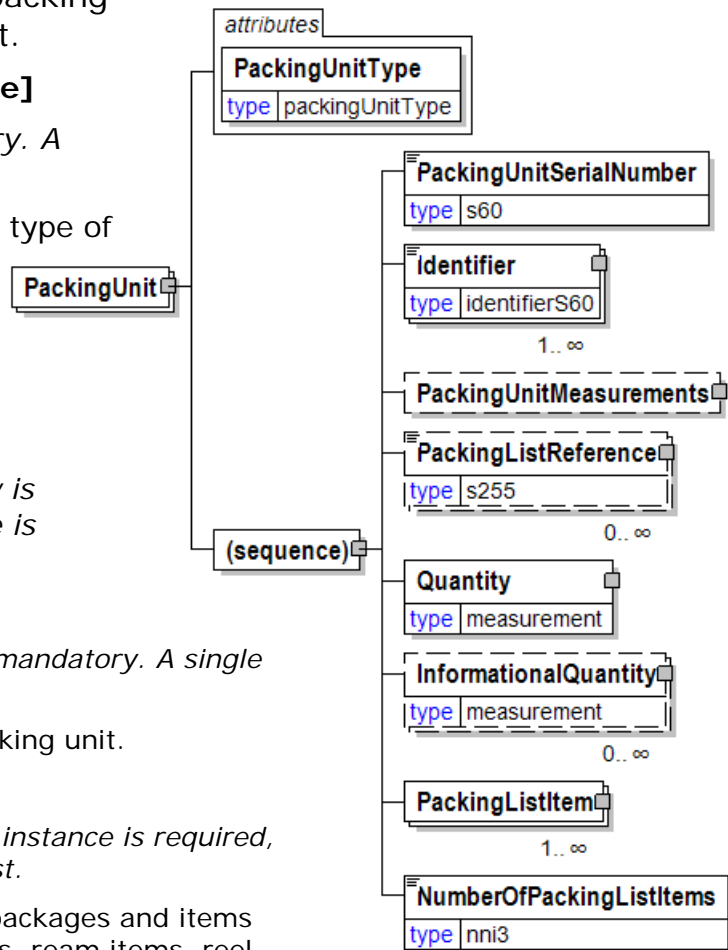 packing
t.
e]
ry. A
type of
y is
e is
mandatory. A single
king unit.
instance is required,
st.
packages and items
s, ream items, reel
attributes
PackingUnitType
type packingUnitType
PackingUnit
(sequence)
PackingUnitSerialNumber
type s60
Identifier
type identifierS60
1.. ∞
PackingUnitMeasurements
PackingListReference
type s255
0.. ∞
Quantity
type measurement
InformationalQuantity
type measurement
0.. ∞
PackingListItem
1.. ∞
NumberOfPackingListItems
type nni3